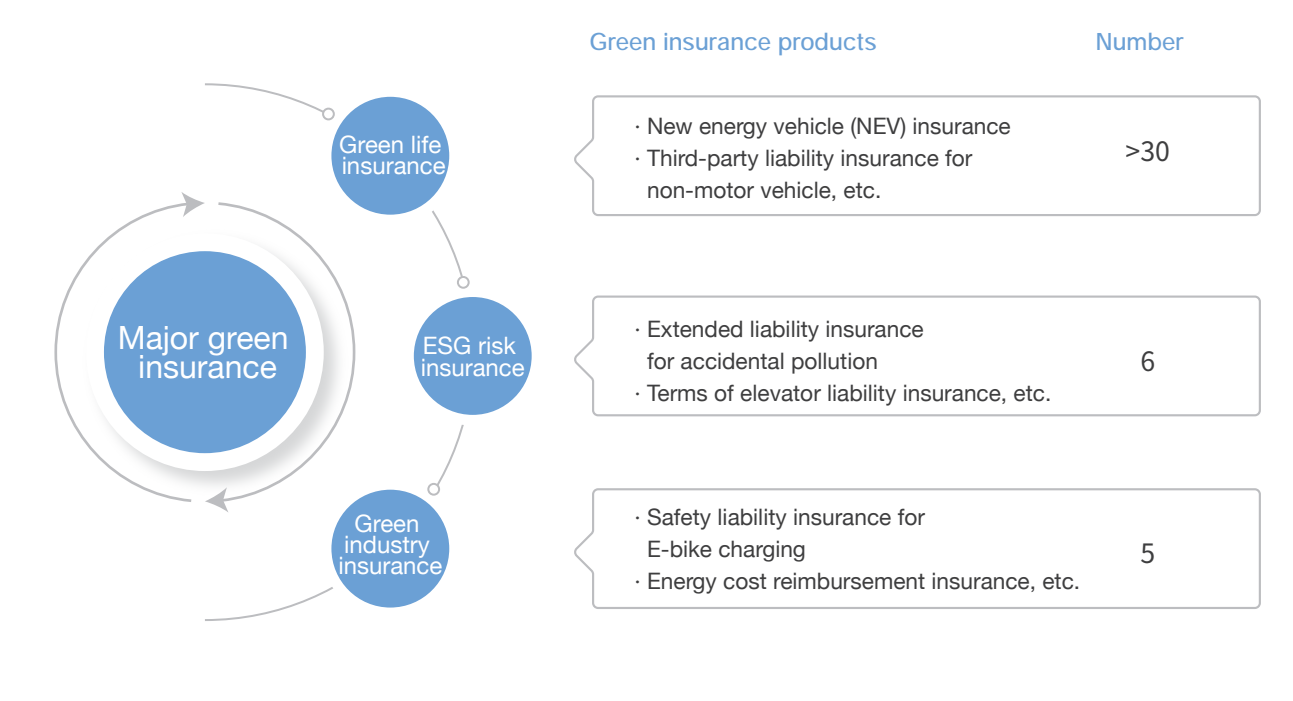 Green insurance products
Number
Green life
insurance
· New energy vehicle (NEV) insurance
· Third-party liability insurance for
non-motor vehicle, etc.
>30
Major green
insurance
ESG risk
insurance
· Extended liability insurance
for accidental pollution
· Terms of elevator liability insurance, etc.
6
Green
industry
insurance
· Safety liability insurance for
E-bike charging
· Energy cost reimbursement insurance, etc.
5